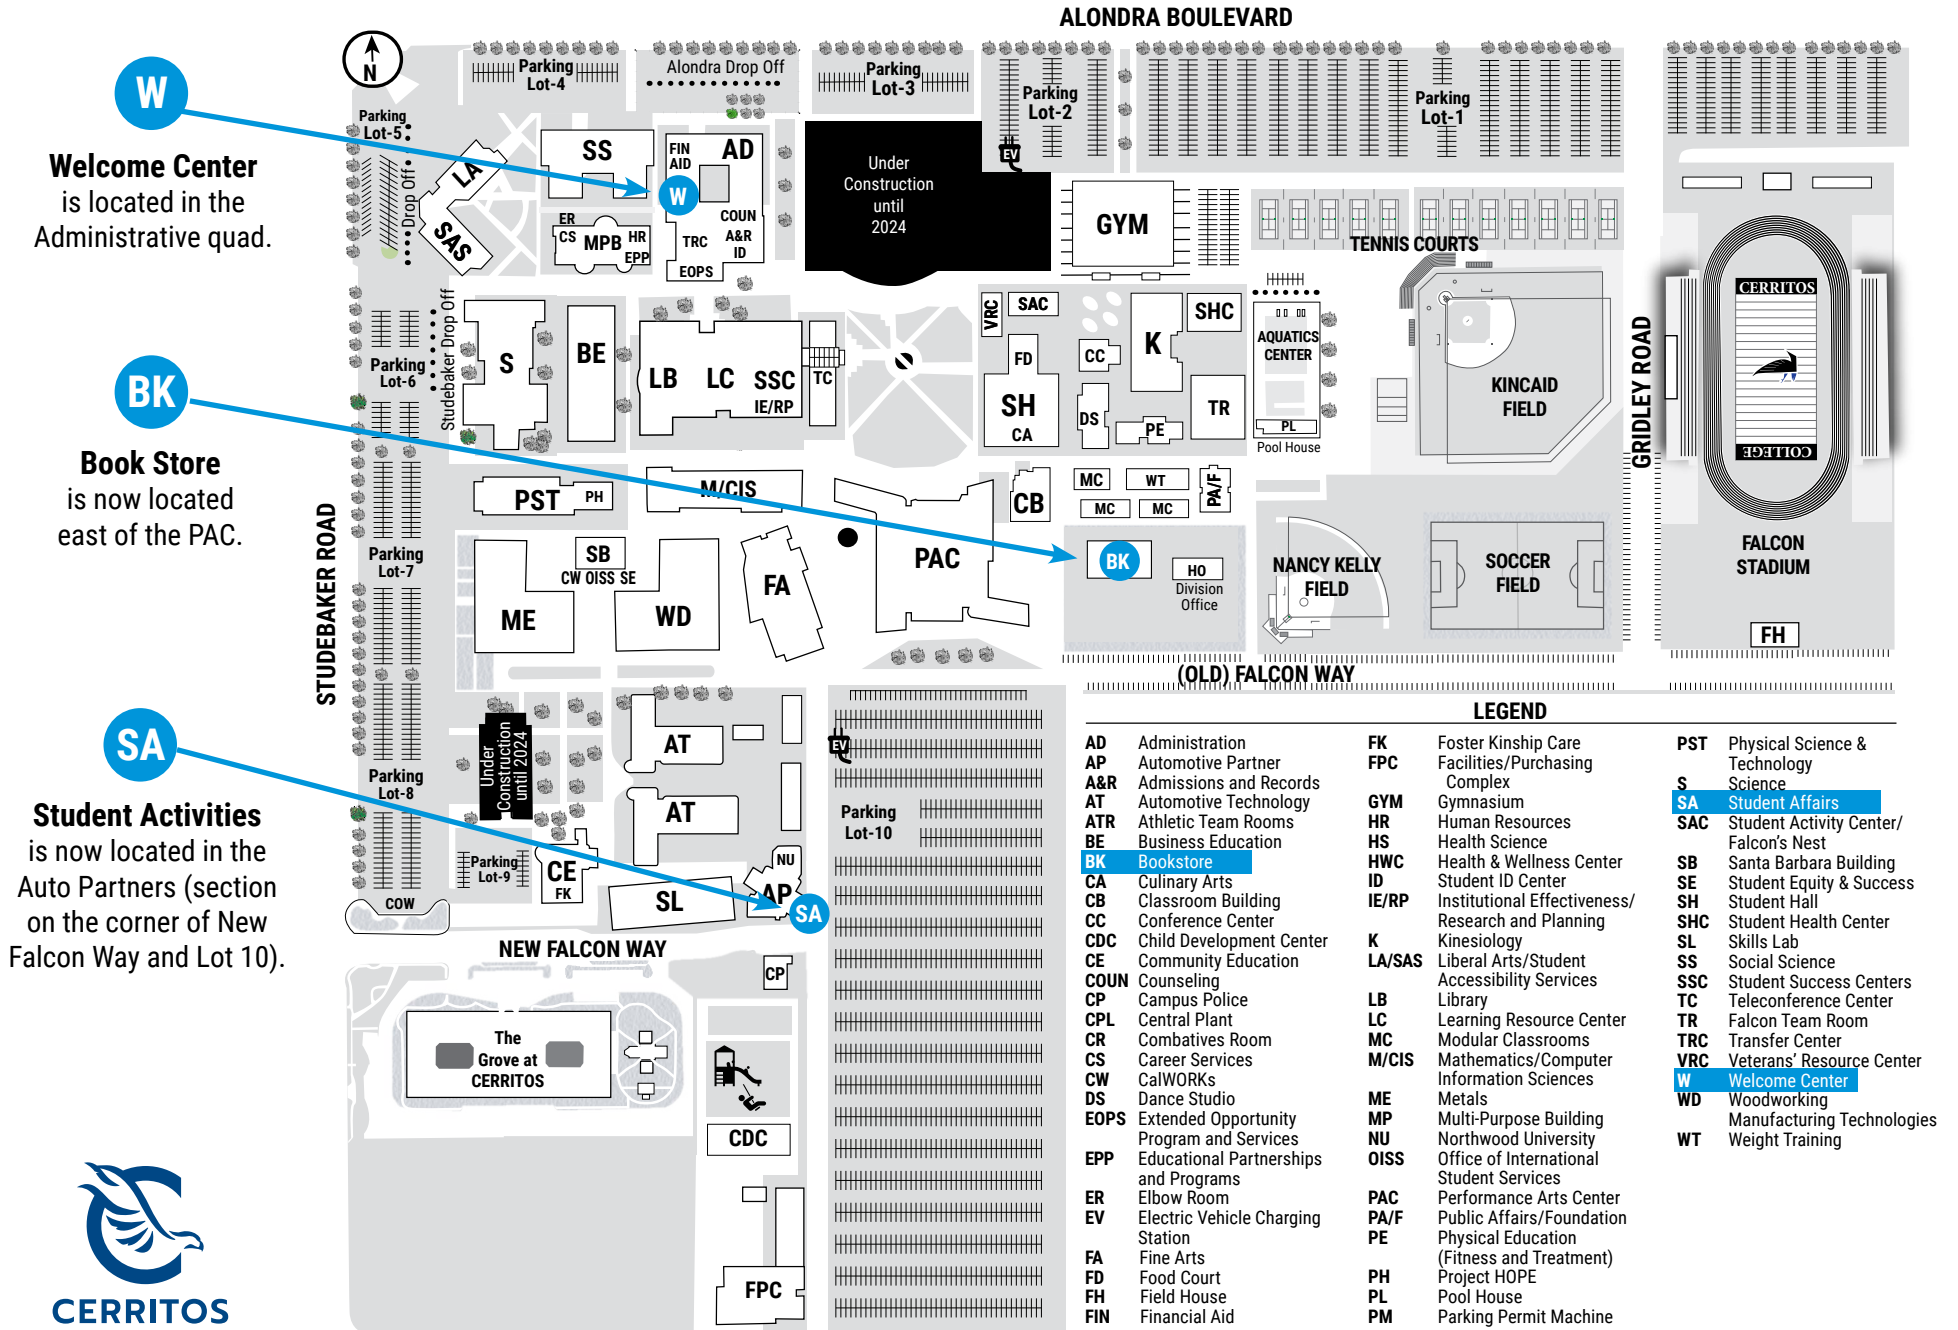 ALONDRA BOULEVARD
N
Parking
Lot-4
Alondra Drop Off
Parking
Lot-3
Parking
Lot-2
Parking
Lot-1
W
Welcome Center
is located in the
Administrative quad.
BK
Book Store
is now located
east of the PAC.
SA
Student Activities
is now located in the
Auto Partners (section
on the corner of New
Falcon Way and Lot 10).
Parking
Lot-5
Drop Off
LA
SAS
SS
FIN
AID
AD
W
COUN
A&R
ID
TRC
EOPS
ER
CS
MPB
HR
EPP
Under
Construction
until
2024
EV
GYM
TENNIS COURTS
Studebaker Drop Off
Parking
Lot-6
S
BE
LB
LC
SSC
IE/RP
TC
VRC
SAC
FD
SH
CA
CC
DS
K
PE
SHC
TR
AQUATICS
CENTER
PL
Pool House
KINCAID
FIELD
GRIDLEY ROAD
CERRITOS
COLLEGE
FALCON
STADIUM
FH
STUDEBAKER ROAD
Parking
Lot-7
PST
PH
M/CIS
SB
CW OISS SE
ME
WD
FA
PAC
CB
MC
WT
MC
MC
PA/F
BK
HO
Division
Office
NANCY KELLY
FIELD
SOCCER
FIELD
(OLD) FALCON WAY
Parking
Lot-8
Under
Construction
until 2024
AT
AT
EV
Parking
Lot-10
Parking
Lot-9
CE
FK
SL
NU
AP
SA
COW
NEW FALCON WAY
CP
The
Grove at
CERRITOS
CDC
FPC
CERRITOS
LEGEND
AD Administration
AP Automotive Partner
A&R Admissions and Records
AT Automotive Technology
ATR Athletic Team Rooms
BE Business Education
BK Bookstore
CA Culinary Arts
CB Classroom Building
CC Conference Center
CDC Child Development Center
CE Community Education
COUN Counseling
CP Campus Police
CPL Central Plant
CR Combatives Room
CS Career Services
CW CalWORKs
DS Dance Studio
EOPS Extended Opportunity
Program and Services
EPP Educational Partnerships
and Programs
ER Elbow Room
EV Electric Vehicle Charging
Station
FA Fine Arts
FD Food Court
FH Field House
FIN Financial Aid
FK Foster Kinship Care
FPC Facilities/Purchasing
Complex
GYM Gymnasium
HR Human Resources
HS Health Science
HWC Health & Wellness Center
ID Student ID Center
IE/RP Institutional Effectiveness/
Research and Planning
K Kinesiology
LA/SAS Liberal Arts/Student
Accessibility Services
LB Library
LC Learning Resource Center
MC Modular Classrooms
M/CIS Mathematics/Computer
Information Sciences
ME Metals
MP Multi-Purpose Building
NU Northwood University
OISS Office of International
Student Services
PAC Performance Arts Center
PA/F Public Affairs/Foundation
PE Physical Education
(Fitness and Treatment)
PH Project HOPE
PL Pool House
PM Parking Permit Machine
PST Physical Science &
Technology
S Science
SA Student Affairs
SAC Student Activity Center/
Falcon's Nest
SB Santa Barbara Building
SE Student Equity & Success
SH Student Hall
SHC Student Health Center
SL Skills Lab
SS Social Science
SSC Student Success Centers
TC Teleconference Center
TR Falcon Team Room
TRC Transfer Center
VRC Veterans' Resource Center
W Welcome Center
WD Woodworking
Manufacturing Technologies
WT Weight Training